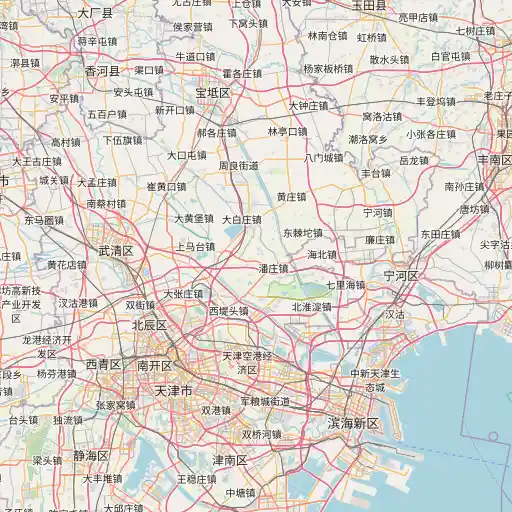 大厂县
无古庄镇
上仓镇
大安镇
玉田县
侯家营镇
下窝头镇
亮甲店镇
蒋辛屯镇
林南仓镇
虹桥镇
七树庄镇
渠口镇
牛道口镇
霍各庄镇
散水头镇
白官屯镇
香河县
杨家板桥镇
安平镇
安头屯镇
宝坻区
老庄子镇
新开口镇
大钟庄镇
窝洛沽镇
丰登坞镇
五百户镇
高村镇
下伍旗镇
郝各庄镇
林亭口镇
潮洛窝乡
小张各庄镇
大王古庄镇
大口屯镇
周良街道
八门城镇
岳龙镇
丰南区
城关镇
大孟庄镇
崔黄口镇
黄庄镇
丰台镇
南孙庄镇
南蔡村镇
宁河镇
唐坊镇
东马圈镇
大黄堡镇
大白庄镇
东棘坨镇
廉庄镇
东田庄镇
武清区
上马台镇
海北镇
黄花店镇
潘庄镇
宁河区
大张庄镇
七里海镇
汊沽港镇
双街镇
西堤头镇
北淮淀镇
汉沽
北辰区
龙港经济开
发区
西青区
南开区
天津空港经
济区
杨芬港镇
中新天津生
态城
天津市
张家窝镇
双港镇
军粮城街道
台头镇
独流镇
滨海新区
双桥河镇
静海区
梁头镇
津南区
大丰堆镇
王稳庄镇
中塘镇
大邱庄镇